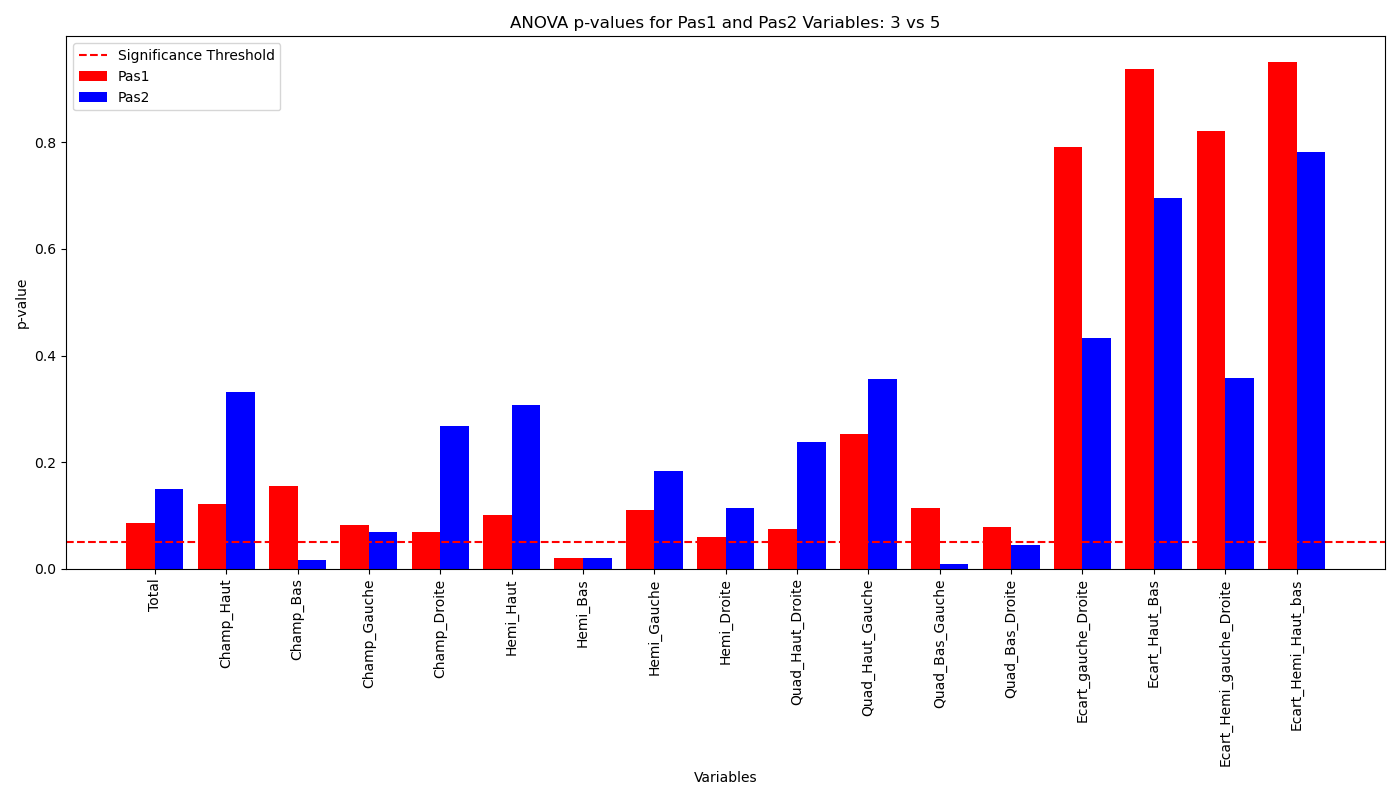 ANOVA p-values for Pas1 and Pas2 Variables: 3 vs 5
Significance Threshold
Pas1
Pas2
p-value
0.8
0.6
0.4
0.2
0.0
Total
Champ_Haut
Champ_Bas
Champ_Gauche
Champ_Droite
Hemi_Haut
Hemi_Bas
Hemi_Gauche
Hemi_Droite
Quad_Haut_Droite
Quad_Haut_Gauche
Quad_Bas_Gauche
Quad_Bas_Droite
Ecart_gauche_Droite
Ecart_Haut_Bas
Ecart_Hemi_gauche_Droite
Ecart_Hemi_Haut_bas
Variables